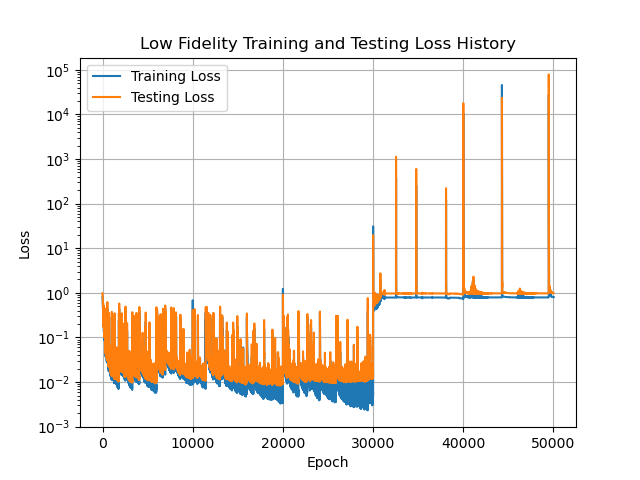 Low Fidelity Training and Testing Loss History
Training Loss
Testing Loss
10⁵
10⁴
10³
10²
10¹
10⁰
10⁻¹
10⁻²
10⁻³
Loss
0 10000 20000 30000 40000 50000
Epoch